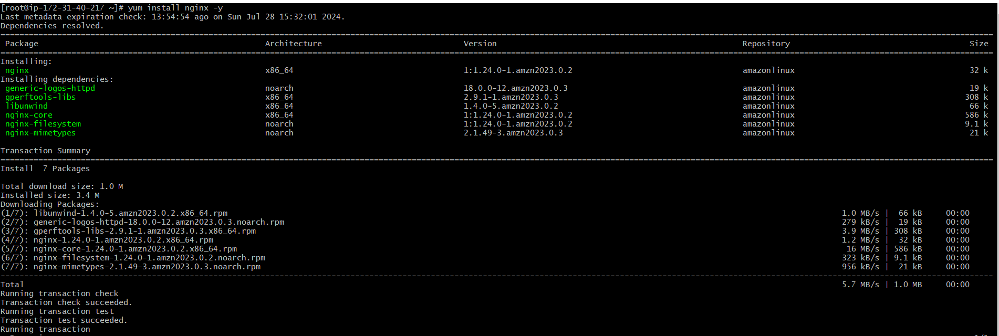 [root@ip-172-31-40-217 ~]# yum install nginx -y
Last metadata expiration check: 13:54:54 ago on Sun Jul 28 15:32:01 2024.
Dependencies resolved.
Package Architecture Version Repository Size
Installing:
nginx x86_64 1:1.24.0-1.amzn2023.0.2 amazonlinux 32 k
Installing dependencies:
generic-logos-httpd noarch 18.0.0-12.amzn2023.0.3 amazonlinux 19 k
gperftools-libs x86_64 2.9.1-1.amzn2023.0.3 amazonlinux 308 k
libunwind x86_64 1.4.0-5.amzn2023.0.2 amazonlinux 66 k
nginx-core x86_64 1:1.24.0-1.amzn2023.0.2 amazonlinux 586 k
nginx-filesystem noarch 1:1.24.0-1.amzn2023.0.2 amazonlinux 9.1 k
nginx-mimetypes noarch 2.1.49-3.amzn2023.0.3 amazonlinux 21 k
Transaction Summary
Install 7 Packages
Total download size: 1.0 M
Installed size: 3.4 M
Downloading Packages:
(1/7): libunwind-1.4.0-5.amzn2023.0.2.x86_64.rpm 1.0 MB/s | 66 kB 00:00
(2/7): generic-logos-httpd-18.0.0-12.amzn2023.0.3.noarch.rpm 279 kB/s | 19 kB 00:00
(3/7): gperftools-libs-2.9.1-1.amzn2023.0.3.x86_64.rpm 3.9 MB/s | 308 kB 00:00
(4/7): nginx-1.24.0-1.amzn2023.0.2.x86_64.rpm 1.2 MB/s | 32 kB 00:00
(5/7): nginx-core-1.24.0-1.amzn2023.0.2.x86_64.rpm 16 MB/s | 586 kB 00:00
(6/7): nginx-filesystem-1.24.0-1.amzn2023.0.2.noarch.rpm 323 kB/s | 9.1 kB 00:00
(7/7): nginx-mimetypes-2.1.49-3.amzn2023.0.3.noarch.rpm 956 kB/s | 21 kB 00:00
Total 5.7 MB/s | 1.0 MB 00:00
Running transaction check
Transaction check succeeded.
Running transaction test
Transaction test succeeded.
Running transaction